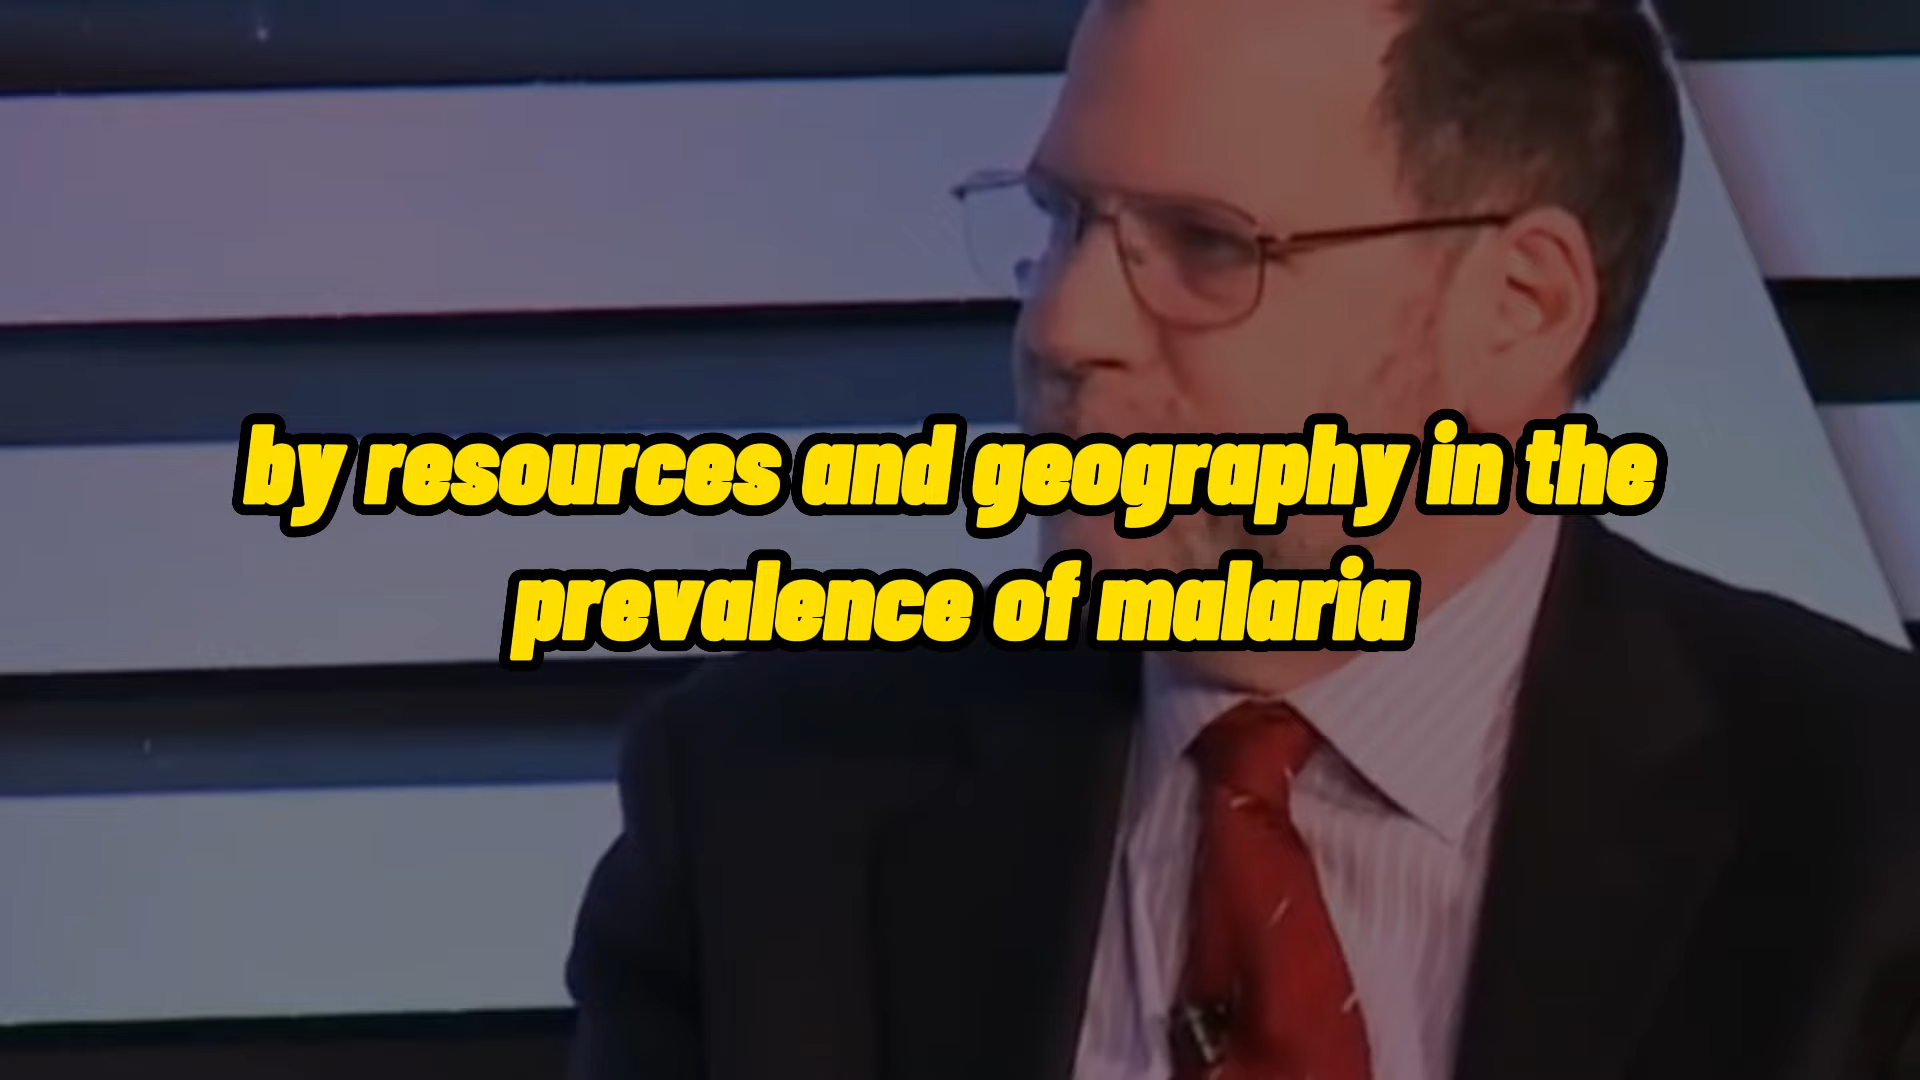 by resources and geography in the
prevalence of malaria